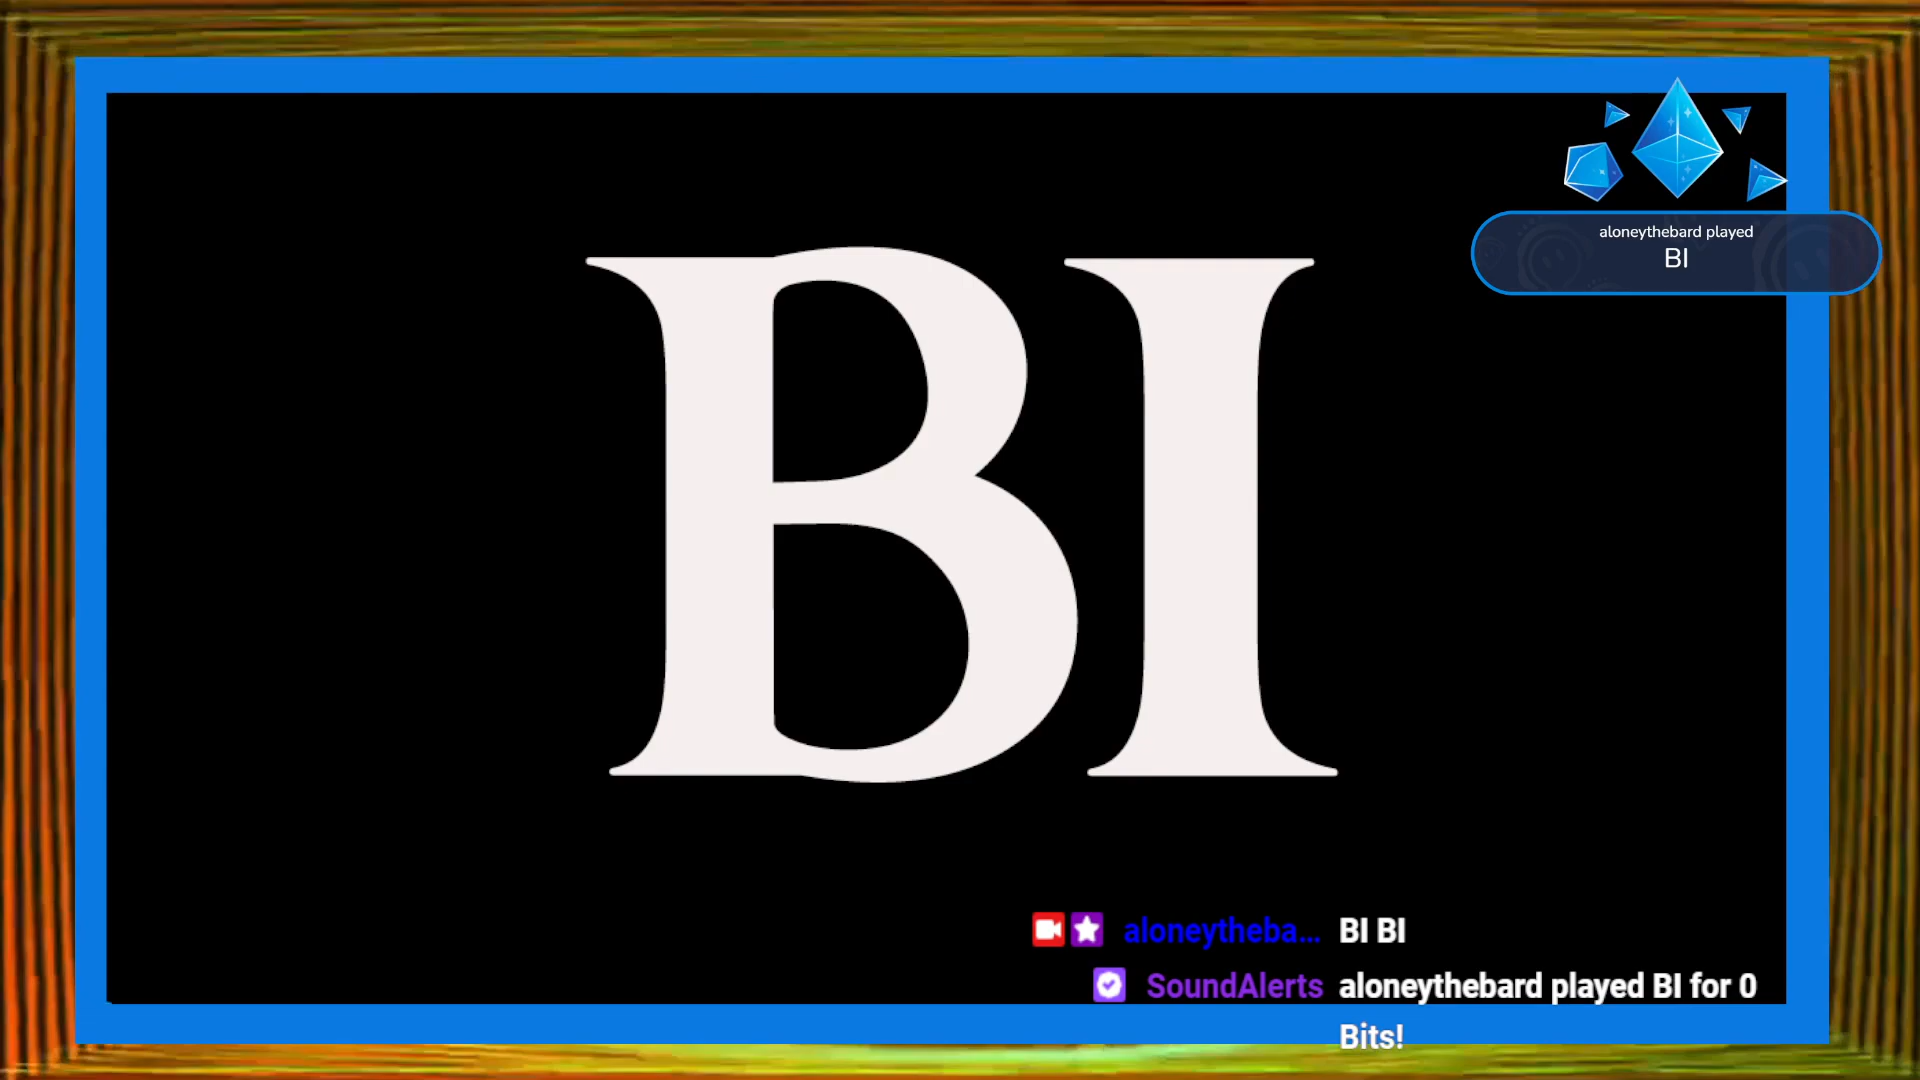 aloneythebard played
BI
BI
aloneytheba... BI BI
SoundAlerts aloneythebard played BI for 0
Bits!